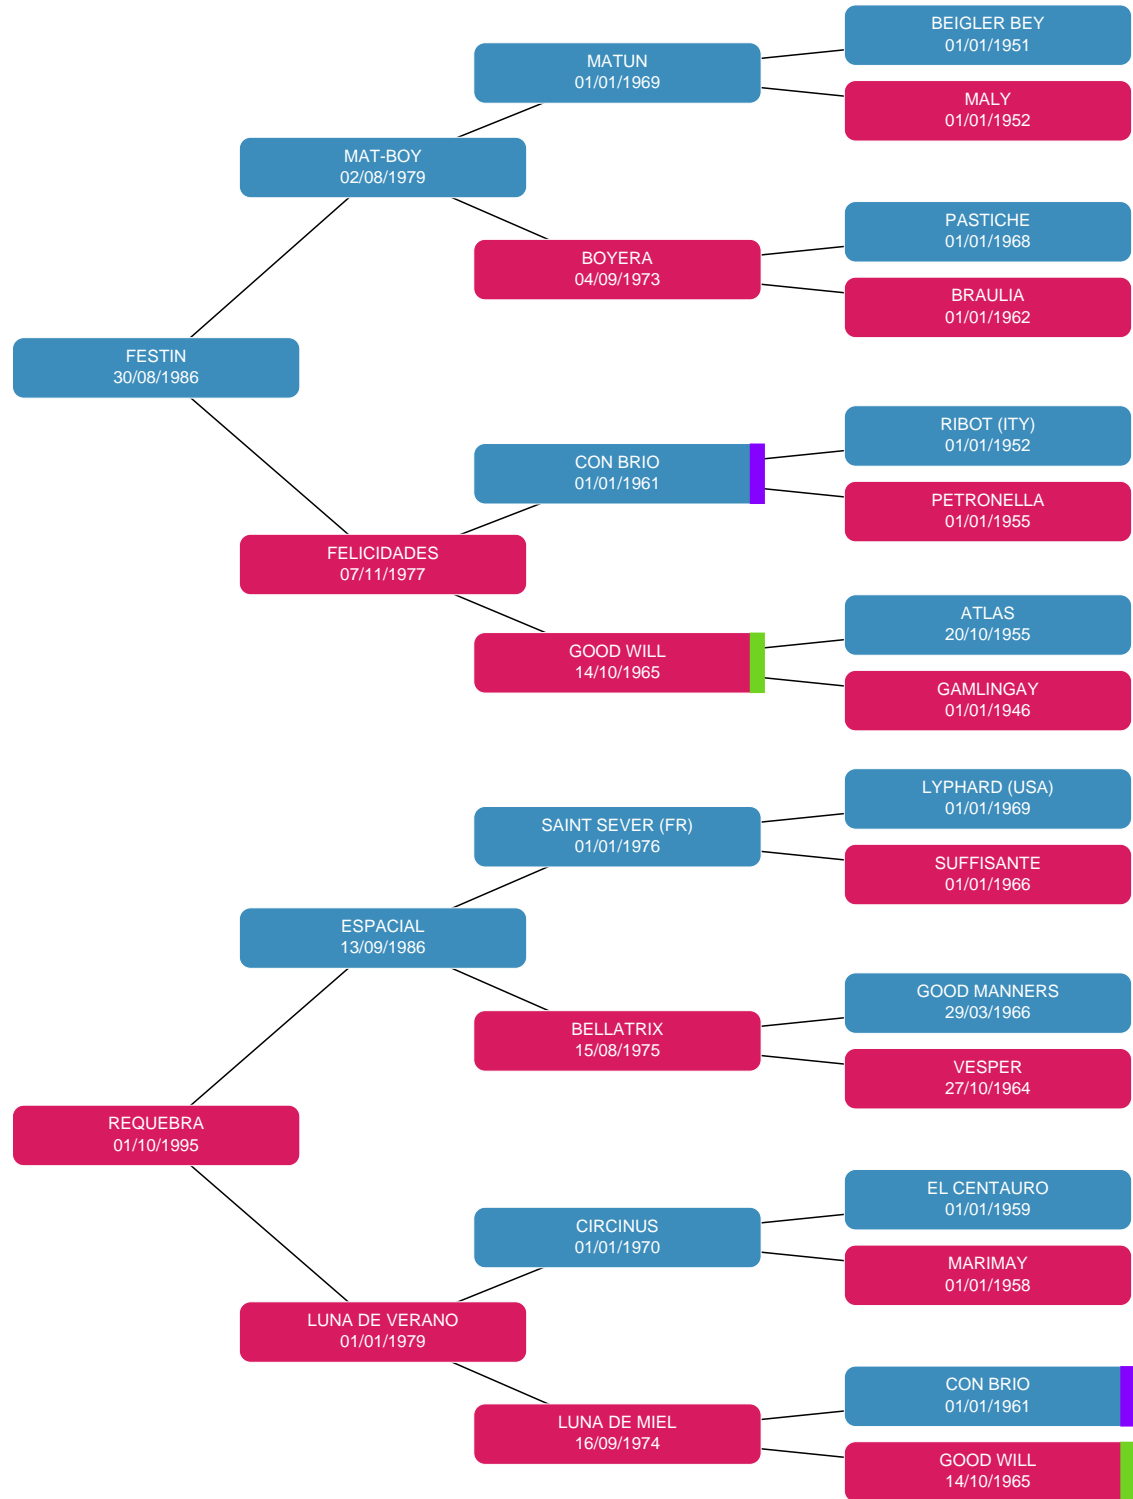 BEIGLER BEY
01/01/1951
MATUN
01/01/1969
MALY
01/01/1952
MAT-BOY
02/08/1979
PASTICHE
01/01/1968
BOYERA
04/09/1973
BRAULIA
01/01/1962
FESTIN
30/08/1986
RIBOT (ITY)
01/01/1952
CON BRIO
01/01/1961
PETRONELLA
01/01/1955
FELICIDADES
07/11/1977
ATLAS
20/10/1955
GOOD WILL
14/10/1965
GAMLINGAY
01/01/1946
LYPHARD (USA)
01/01/1969
SAINT SEVER (FR)
01/01/1976
SUFFISANTE
01/01/1966
ESPACIAL
13/09/1986
GOOD MANNERS
29/03/1966
BELLATRIX
15/08/1975
VESPER
27/10/1964
REQUEBRA
01/10/1995
EL CENTAURO
01/01/1959
CIRCINUS
01/01/1970
MARIMAY
01/01/1958
LUNA DE VERANO
01/01/1979
CON BRIO
01/01/1961
LUNA DE MIEL
16/09/1974
GOOD WILL
14/10/1965